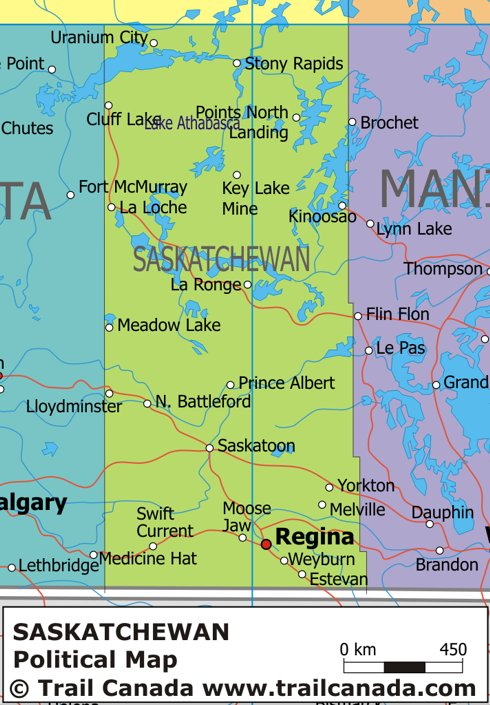 Uranium City
Point
Stony Rapids
Cluff Lake
Lake Athabasca
Points North
Landing
Brochet
Chutes
Fort McMurray
Key Lake
Mine
TA
MANI
La Loche
Kinoosao
Lynn Lake
SASKATCHEWAN
Thompson
La Ronge
Flin Flon
Meadow Lake
Le Pas
Prince Albert
Grand
Lloydminster
N. Battleford
Saskatoon
Yorkton
algary
Melville
Swift
Current
Moose
Jaw
Dauphin
Regina
Medicine Hat
Weyburn
Lethbridge
Brandon
Estevan
SASKATCHEWAN
Political Map
0 km 450
© Trail Canada www.trailcanada.com